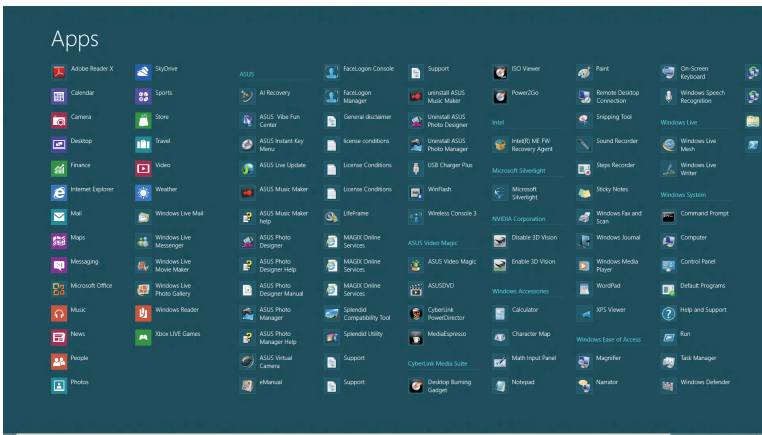 Apps
Adobe Reader X
Calendar
Camera
Desktop
Finance
Internet Explorer
Mail
Maps
Messaging
Microsoft Office
Music
News
People
Photos
SkyDrive
Sports
Store
Travel
Video
Weather
Windows Live Mail
Windows Live
Messenger
Windows Live
Movie Maker
Windows Live
Photo Gallery
Windows Reader
Xbox LIVE Games
ASUS
AI Recovery
ASUS Vibe Fun
Center
ASUS Instant Key
Menu
ASUS Live Update
ASUS Music Maker
ASUS Music Maker
help
ASUS Photo
Designer
ASUS Photo
Designer Help
ASUS Photo
Designer Manual
ASUS Photo
Manager
ASUS Photo
Manager Help
ASUS Virtual
Camera
eManual
FaceLogon Console
FaceLogon
Manager
General disclaimer
license conditions
License Conditions
License Conditions
LifeFrame
MAGIX Online
Services
MAGIX Online
Services
MAGIX Online
Services
Splendid
Compatibility Tool
Splendid Utility
Support
Support
Support
uninstall ASUS
Music Maker
Uninstall ASUS
Photo Designer
Uninstall ASUS
Photo Manager
USB Charger Plus
WinFlash
Wireless Console 3
ASUS Video Magic
ASUS Video Magic
ASUSDVD
CyberLink
PowerDirector
MediaEspresso
CyberLink Media Suite
Desktop Burning
Gadget
ISO Viewer
Power2Go
Intel
Intel(R) ME FW
Recovery Agent
Microsoft Silverlight
Microsoft
Silverlight
NVIDIA Corporation
Disable 3D Vision
Enable 3D Vision
Windows Accessories
Calculator
Character Map
Math Input Panel
Notepad
Paint
Remote Desktop
Connection
Snipping Tool
Sound Recorder
Steps Recorder
Sticky Notes
Windows Fax and
Scan
Windows Journal
Windows Media
Player
WordPad
XPS Viewer
Windows Ease of Access
Magnifier
Narrator
On-Screen
Keyboard
Windows Speech
Recognition
Windows Live
Windows Live
Mesh
Windows Live
Writer
Windows System
Command Prompt
Computer
Control Panel
Default Programs
Help and Support
Run
Task Manager
Windows Defender